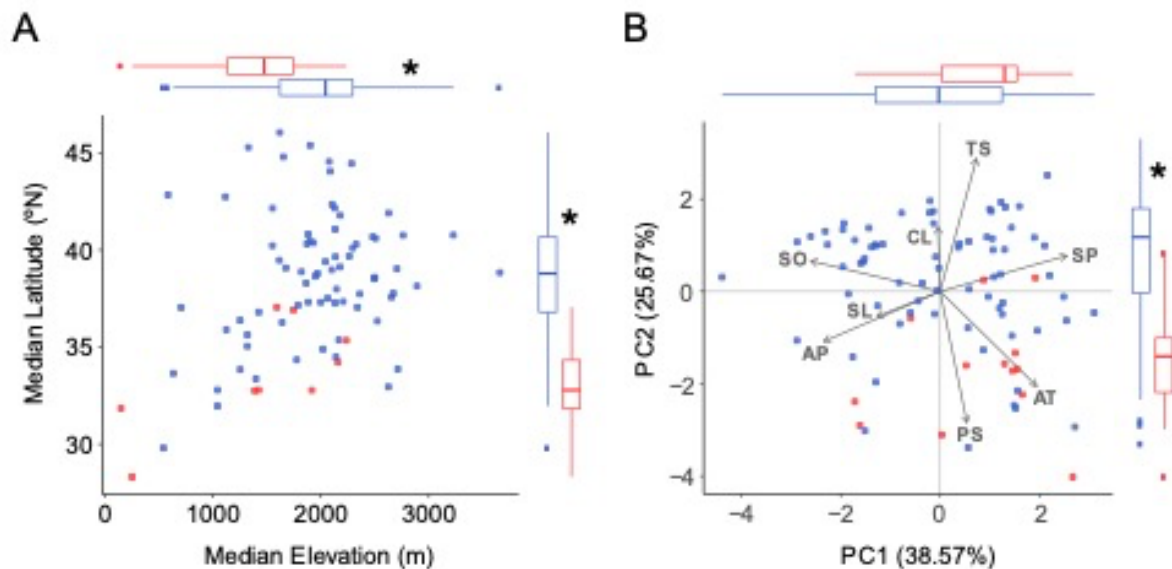 A
*
*
Median Latitude (ºN)
45
40
35
30
0 1000 2000 3000
Median Elevation (m)
B
*
PC2 (25.67%)
2
0
−2
−4
TS
CL
SO
SP
SL
AP
AT
PS
−4 −2 0 2
PC1 (38.57%)